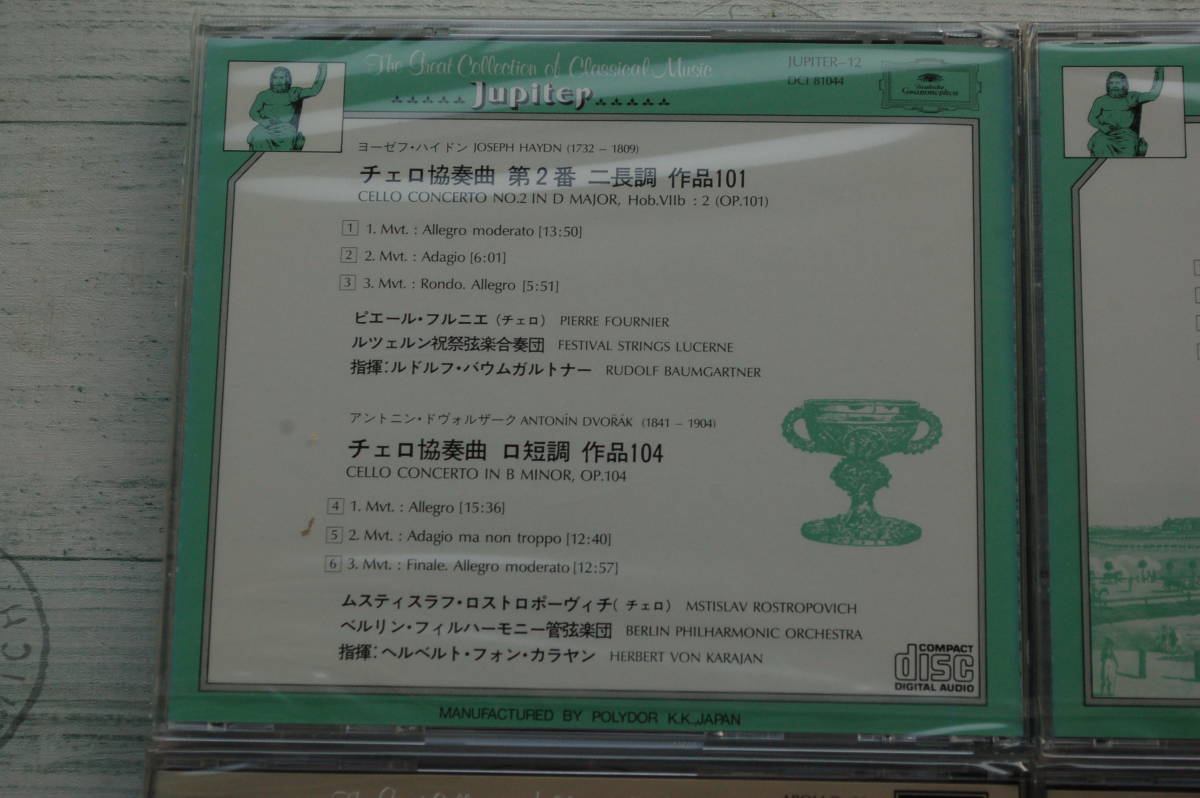 The Great Collection of Classical Music
Jupiter
JUPITER-12
DCI 81044
Deutsche
Grammophon
ヨーゼフ・ハイドン JOSEPH HAYDN (1732 – 1809)
チェロ協奏曲 第2番 ニ長調 作品101
CELLO CONCERTO NO.2 IN D MAJOR, Hob.VIIb : 2 (OP.101)
1 1. Mvt. : Allegro moderato [13:50]
2 2. Mvt. : Adagio [6:01]
3 3. Mvt. : Rondo. Allegro [5:51]
ピエール・フルニエ(チェロ) PIERRE FOURNIER
ルツェルン祝祭弦楽合奏団 FESTIVAL STRINGS LUCERNE
指揮:ルドルフ・バウムガルトナー RUDOLF BAUMGARTNER
アントニン・ドヴォルザーク ANTONÍN DVOŘÁK (1841 – 1904)
チェロ協奏曲 ロ短調 作品104
CELLO CONCERTO IN B MINOR, OP.104
4 1. Mvt. : Allegro [15:36]
5 2. Mvt. : Adagio ma non troppo [12:40]
6 3. Mvt. : Finale. Allegro moderato [12:57]
ムスティスラフ・ロストロポーヴィチ(チェロ) MSTISLAV ROSTROPOVICH
ベルリン・フィルハーモニー管弦楽団 BERLIN PHILHARMONIC ORCHESTRA
指揮:ヘルベルト・フォン・カラヤン HERBERT VON KARAJAN
COMPACT
disc
DIGITAL AUDIO
MANUFACTURED BY POLYDOR K.K.,JAPAN